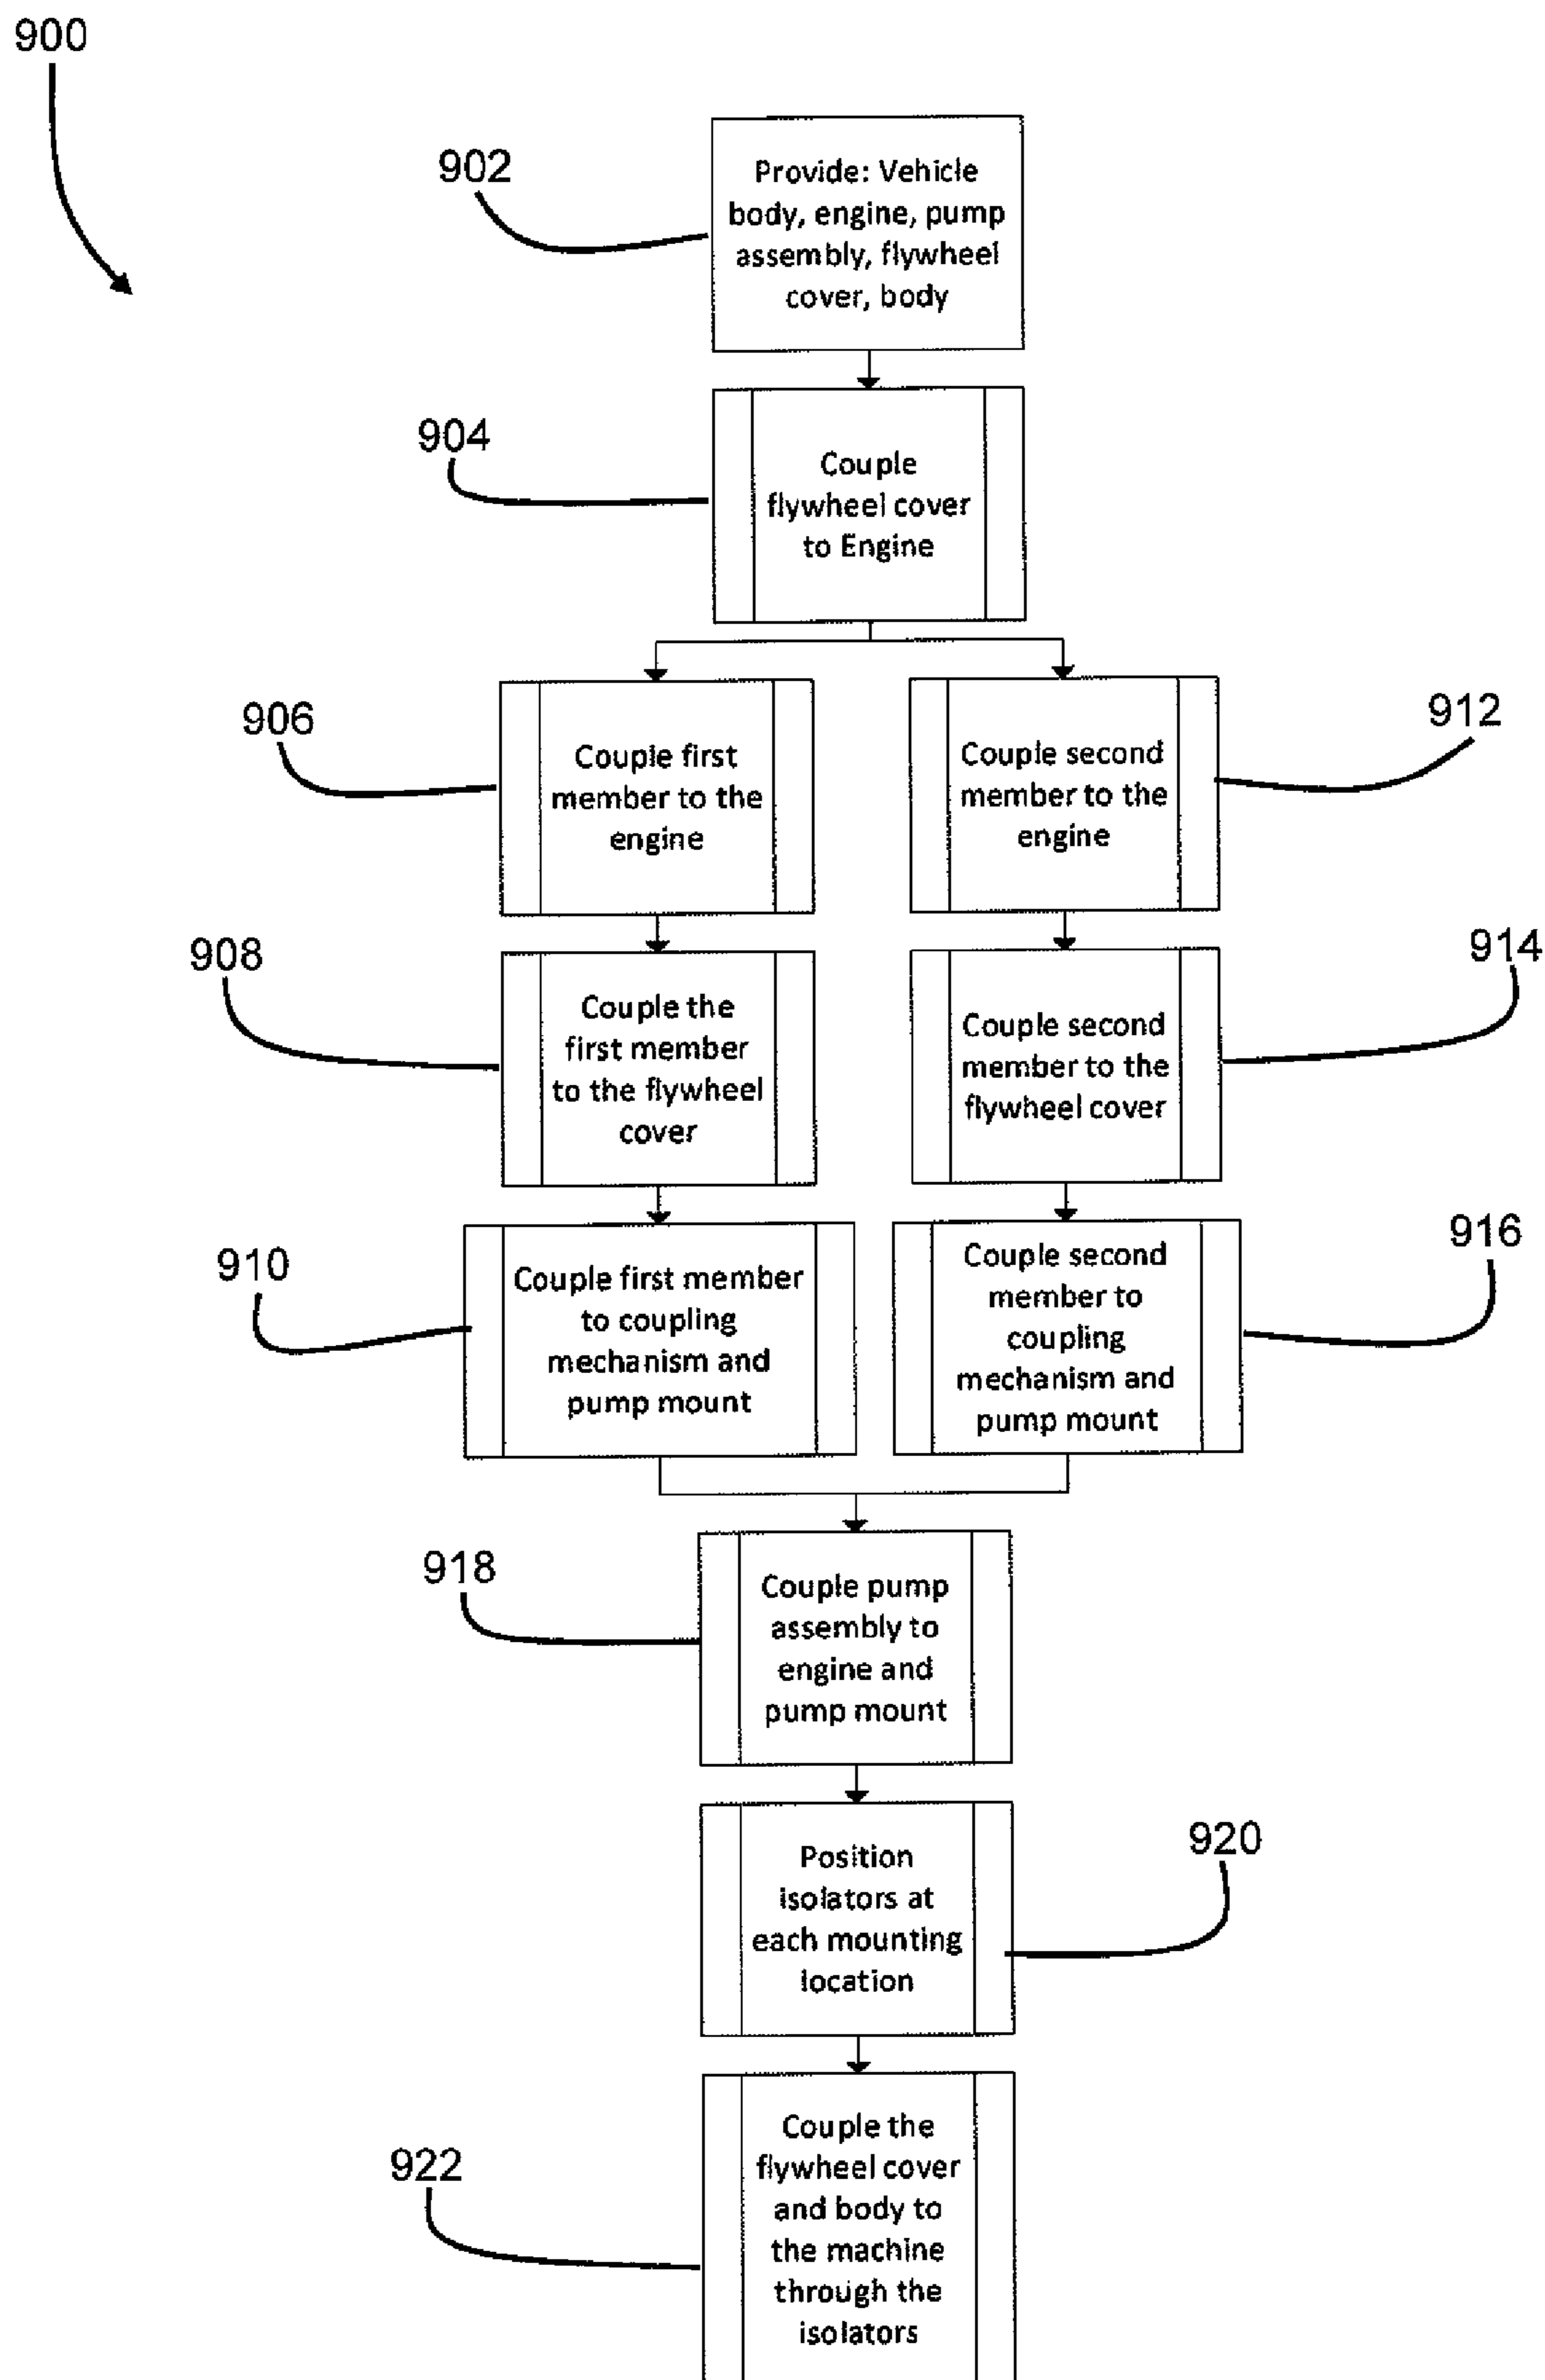 900
902
Provide: Vehicle
body, engine, pump
assembly, flywheel
cover, body
904
Couple
flywheel cover
to Engine
906
Couple first
member to the
engine
912
Couple second
member to the
engine
908
Couple the
first member
to the flywheel
cover
914
Couple second
member to the
flywheel cover
910
Couple first member
to coupling
mechanism and
pump mount
916
Couple second
member to
coupling
mechanism and
pump mount
918
Couple pump
assembly to
engine and
pump mount
920
Position
isolators at
each mounting
location
922
Couple the
flywheel cover
and body to
the machine
through the
isolators